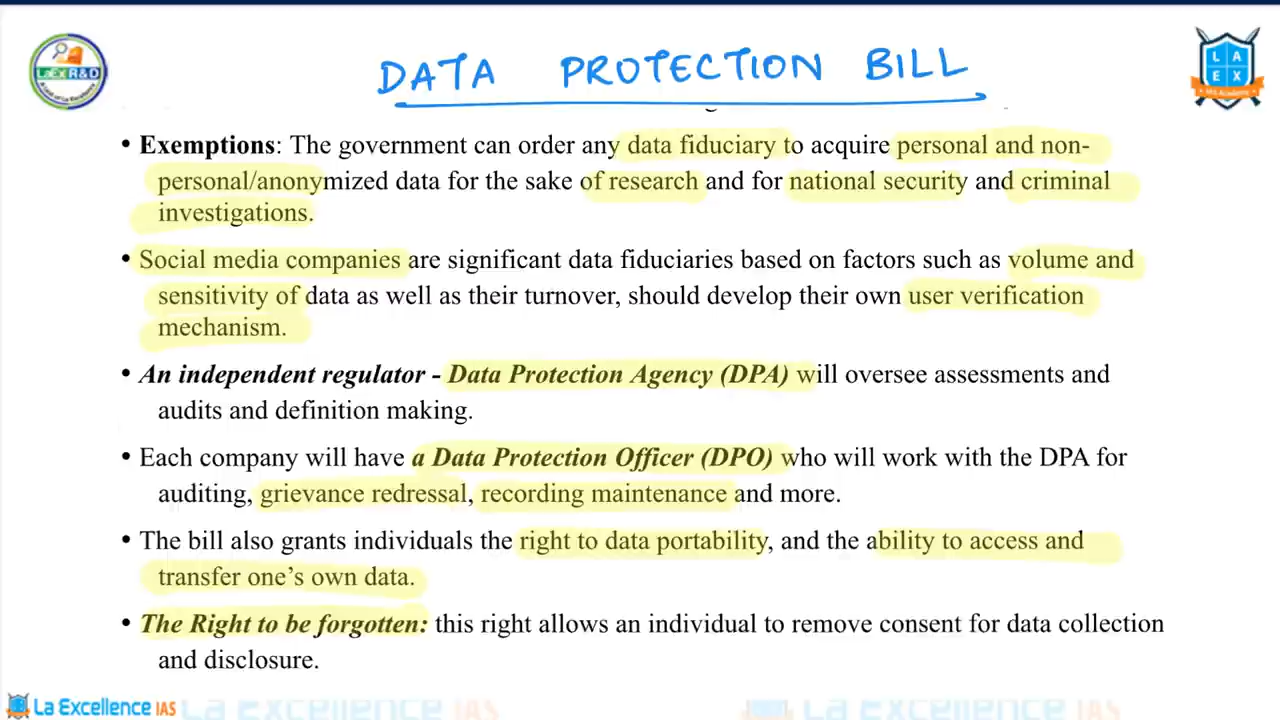 LaEx R&D
DATA PROTECTION BILL
LA
EX
IAS Academy
• Exemptions: The government can order any data fiduciary to acquire personal and non-
personal/anonymized data for the sake of research and for national security and criminal
investigations.
• Social media companies are significant data fiduciaries based on factors such as volume and
sensitivity of data as well as their turnover, should develop their own user verification
mechanism.
• An independent regulator - Data Protection Agency (DPA) will oversee assessments and
audits and definition making.
• Each company will have a Data Protection Officer (DPO) who will work with the DPA for
auditing, grievance redressal, recording maintenance and more.
• The bill also grants individuals the right to data portability, and the ability to access and
transfer one's own data.
• The Right to be forgotten: this right allows an individual to remove consent for data collection
and disclosure.
La Excellence IAS